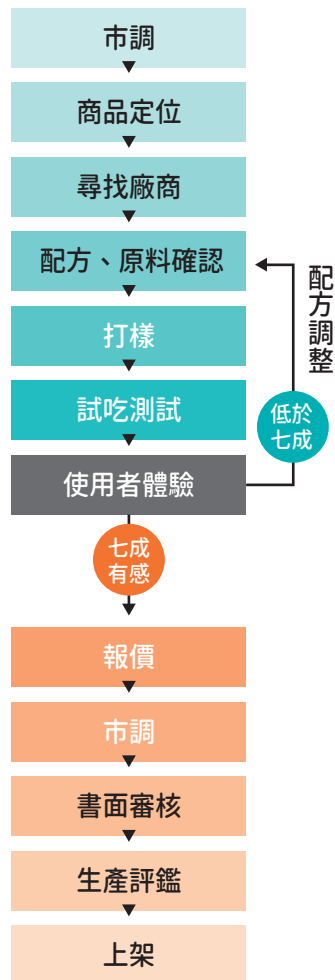 市調
商品定位
尋找廠商
配方、原料確認
配方調整
打樣
試吃測試
低於
七成
使用者體驗
七成
有感
報價
市調
書面審核
生產評鑑
上架